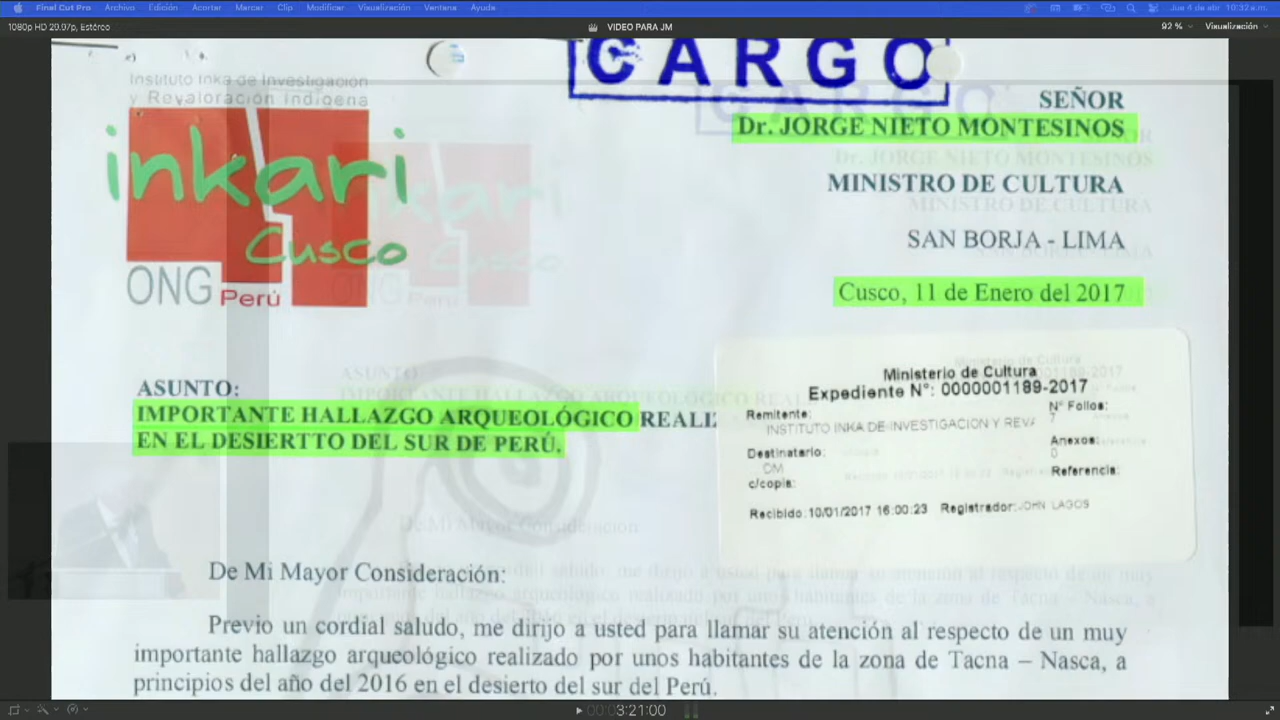 Final Cut Pro Archivo Edición Acortar Marcar Clip Modificar Visualización Ventana Ayuda
Jue 4 de abr 10:32 a.m.
1080p HD 29.97p, Estéreo
VIDEO PARA JM
92 %
Visualización
CARGO
Instituto Inka de Investigación
y Revaloración Indígena
inkari
Cusco
ONG Perú
SEÑOR
Dr. JORGE NIETO MONTESINOS
MINISTRO DE CULTURA
SAN BORJA - LIMA
Cusco, 11 de Enero del 2017
Ministerio de Cultura
Expediente N°: 0000001189-2017
Remitente:
N° Folios:
7
INSTITUTO INKA DE INVESTIGACION Y REVA
Destinatario:
Anexos:
0
DM
c/copia:
Referencia:
Recibido:10/01/2017 16:00:23 Registrador:JOHN LAGOS
ASUNTO:
IMPORTANTE HALLAZGO ARQUEOLÓGICO REALIZ
EN EL DESIERTTO DEL SUR DE PERÚ.
De Mi Mayor Consideración:
Previo un cordial saludo, me dirijo a usted para llamar su atención al respecto de un muy
importante hallazgo arqueológico realizado por unos habitantes de la zona de Tacna – Nasca, a
principios del año del 2016 en el desierto del sur del Perú.
3:21:00